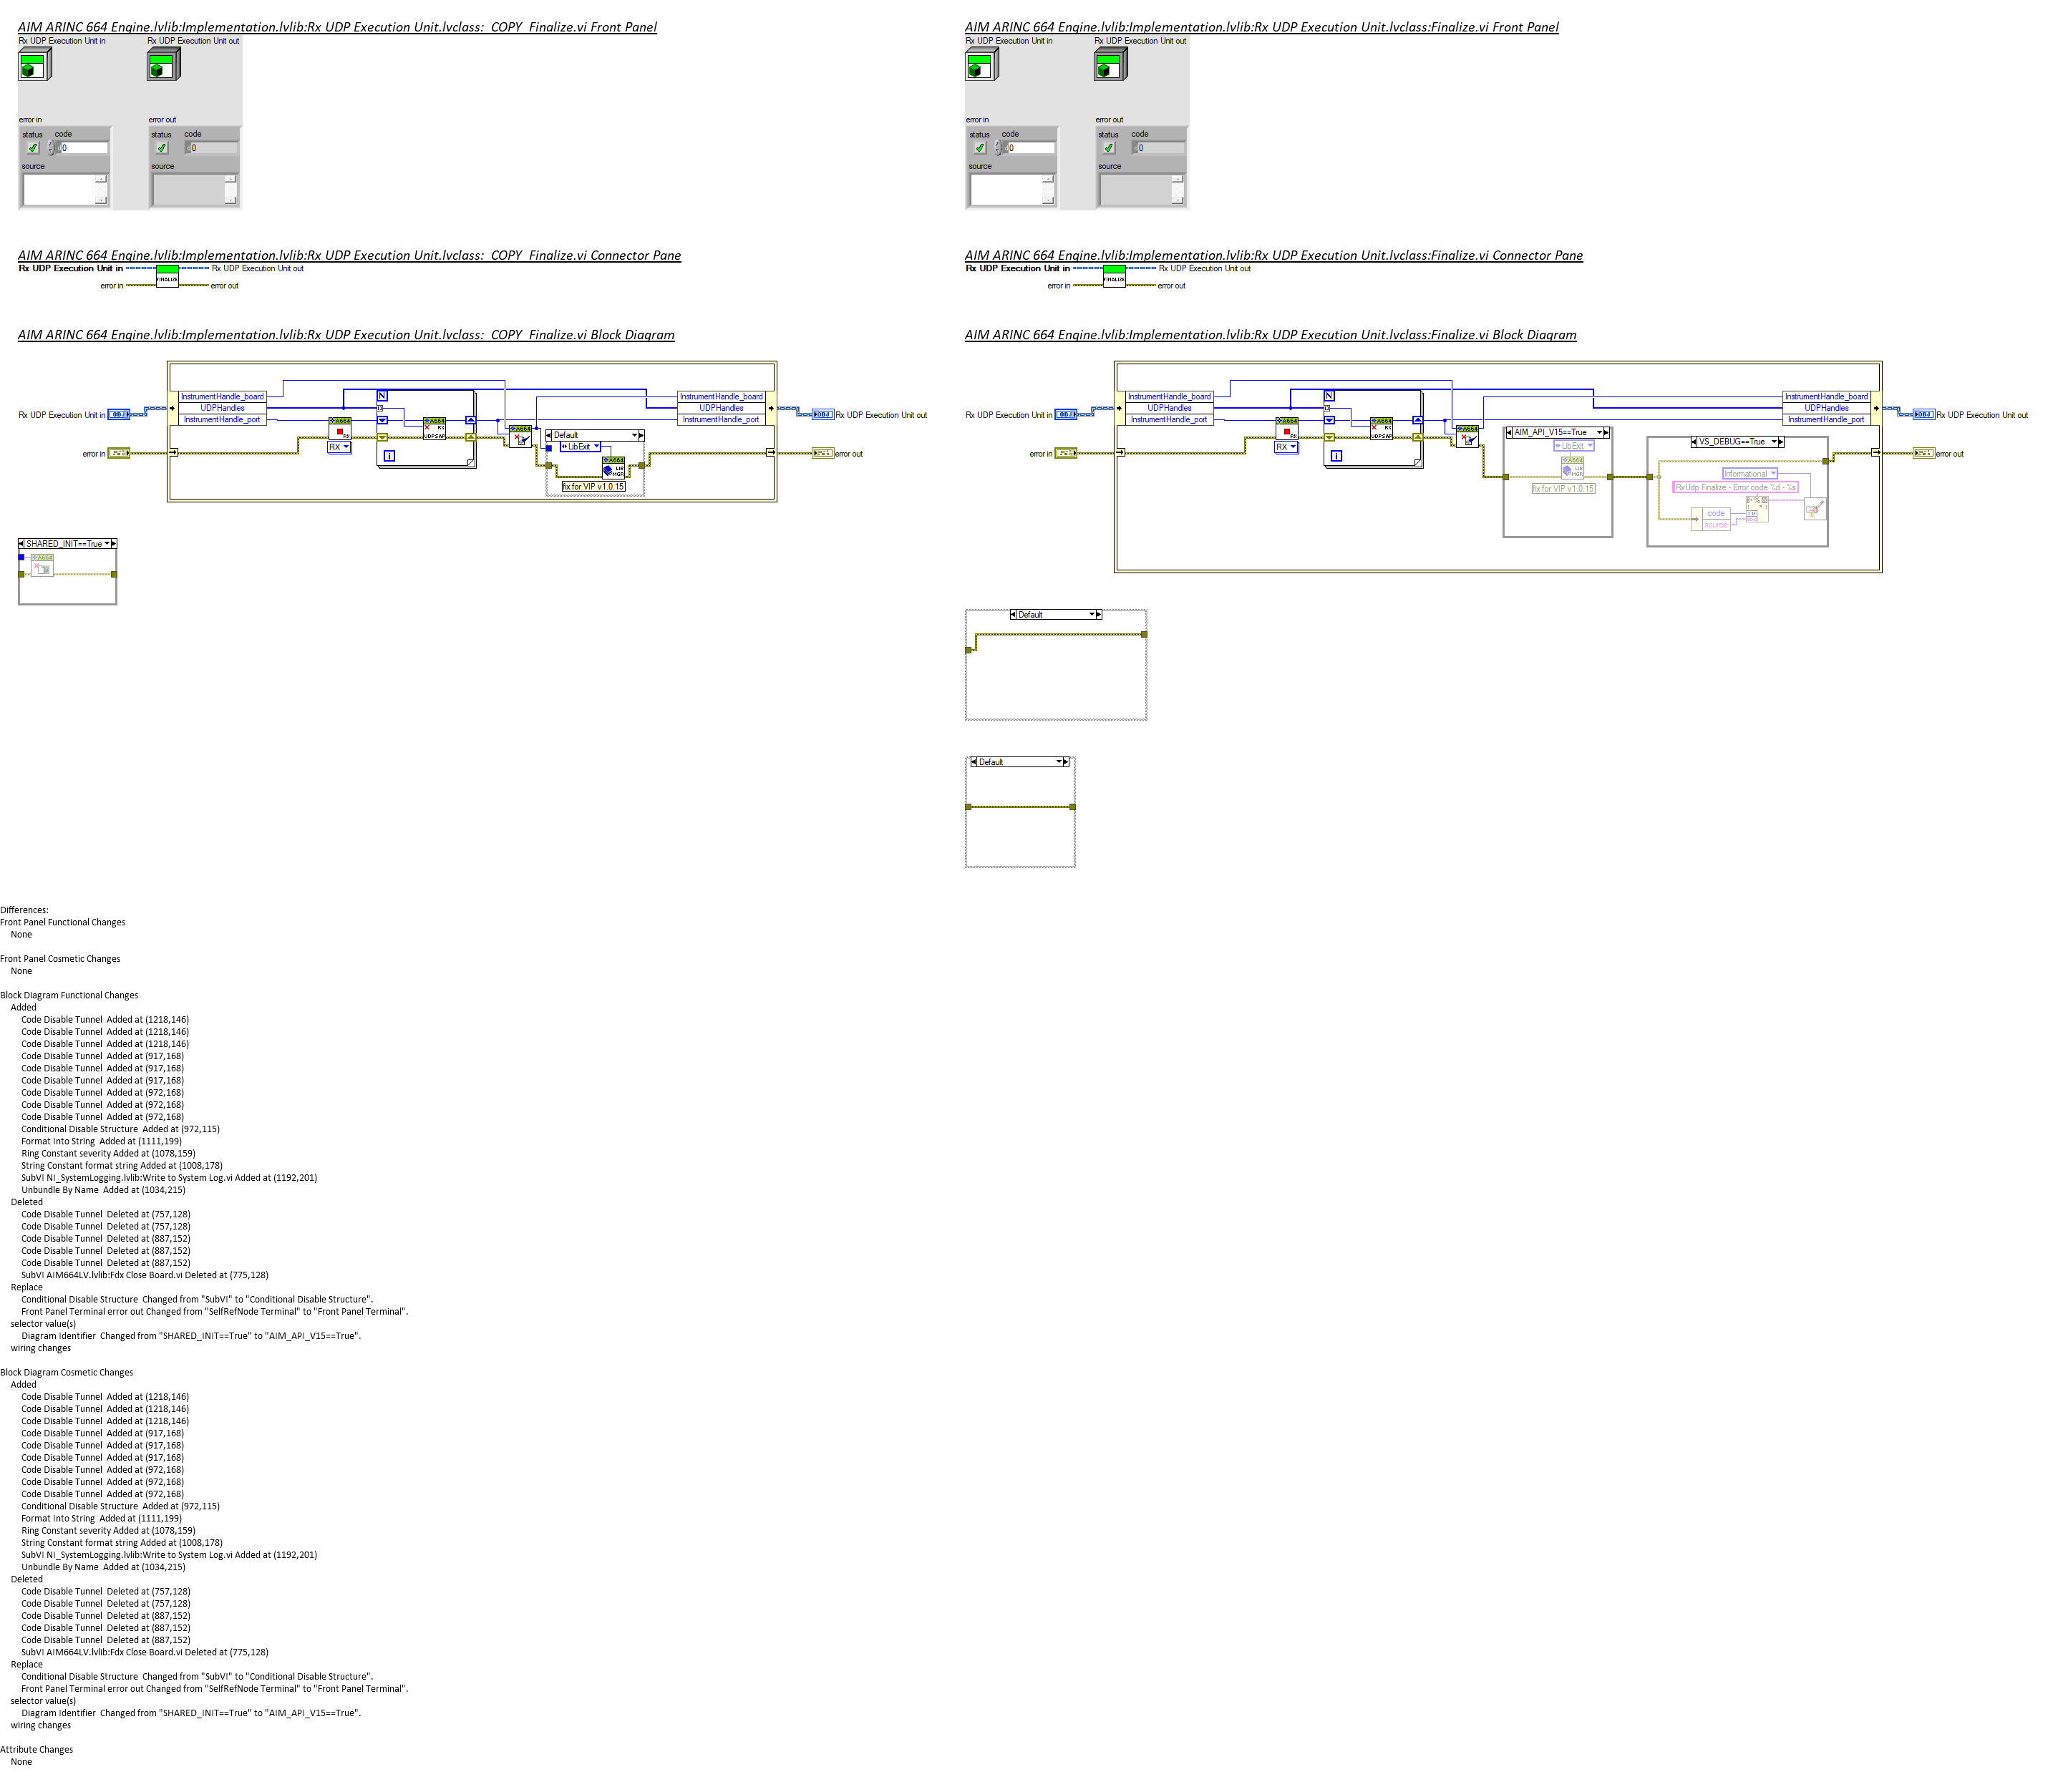 AIM ARINC 664 Engine.lvlib:Implementation.lvlib:Rx UDP Execution Unit.lvclass:  COPY  Finalize.vi Front Panel
Rx UDP Execution Unit in
Rx UDP Execution Unit out
error in
error out
status code
0
source
status code
0
source
AIM ARINC 664 Engine.lvlib:Implementation.lvlib:Rx UDP Execution Unit.lvclass:Finalize.vi Front Panel
Rx UDP Execution Unit in
Rx UDP Execution Unit out
error in
error out
status code
0
source
status code
0
source
AIM ARINC 664 Engine.lvlib:Implementation.lvlib:Rx UDP Execution Unit.lvclass:  COPY  Finalize.vi Connector Pane
Rx UDP Execution Unit in
Rx UDP Execution Unit out
FINALIZE
error in
error out
AIM ARINC 664 Engine.lvlib:Implementation.lvlib:Rx UDP Execution Unit.lvclass:Finalize.vi Connector Pane
Rx UDP Execution Unit in
Rx UDP Execution Unit out
FINALIZE
error in
error out
AIM ARINC 664 Engine.lvlib:Implementation.lvlib:Rx UDP Execution Unit.lvclass:  COPY  Finalize.vi Block Diagram
Rx UDP Execution Unit in
OBJ
error in
InstrumentHandle_board
UDPHandles
InstrumentHandle_port
A664
RX
RX
N
i
A664
RX
UDPSAP
A664
Default
LibExit
A664
LIB
MGR
fix for VIP v1.0.15
InstrumentHandle_board
UDPHandles
InstrumentHandle_port
OBJ
Rx UDP Execution Unit out
error out
SHARED_INIT==True
A664
AIM ARINC 664 Engine.lvlib:Implementation.lvlib:Rx UDP Execution Unit.lvclass:Finalize.vi Block Diagram
Rx UDP Execution Unit in
OBJ
error in
InstrumentHandle_board
UDPHandles
InstrumentHandle_port
A664
RX
RX
N
i
A664
RX
UDPSAP
A664
AIM_API_V15==True
LibExit
A664
LIB
MGR
fix for VIP v1.0.15
VS_DEBUG==True
Informational
RxUdp Finalize - Error code %d - %s
code
source
InstrumentHandle_board
UDPHandles
InstrumentHandle_port
OBJ
Rx UDP Execution Unit out
error out
Default
Default
Differences:
Front Panel Functional Changes
None
Front Panel Cosmetic Changes
None
Block Diagram Functional Changes
Added
Code Disable Tunnel  Added at (1218,146)
Code Disable Tunnel  Added at (1218,146)
Code Disable Tunnel  Added at (1218,146)
Code Disable Tunnel  Added at (917,168)
Code Disable Tunnel  Added at (917,168)
Code Disable Tunnel  Added at (917,168)
Code Disable Tunnel  Added at (972,168)
Code Disable Tunnel  Added at (972,168)
Code Disable Tunnel  Added at (972,168)
Conditional Disable Structure  Added at (972,115)
Format Into String  Added at (1111,199)
Ring Constant severity Added at (1078,159)
String Constant format string Added at (1008,178)
SubVI NI_SystemLogging.lvlib:Write to System Log.vi Added at (1192,201)
Unbundle By Name  Added at (1034,215)
Deleted
Code Disable Tunnel  Deleted at (757,128)
Code Disable Tunnel  Deleted at (757,128)
Code Disable Tunnel  Deleted at (887,152)
Code Disable Tunnel  Deleted at (887,152)
Code Disable Tunnel  Deleted at (887,152)
SubVI AIM664LV.lvlib:Fdx Close Board.vi Deleted at (775,128)
Replace
Conditional Disable Structure  Changed from "SubVI" to "Conditional Disable Structure".
Front Panel Terminal error out Changed from "SelfRefNode Terminal" to "Front Panel Terminal".
selector value(s)
Diagram Identifier  Changed from "SHARED_INIT==True" to "AIM_API_V15==True".
wiring changes
Block Diagram Cosmetic Changes
Added
Code Disable Tunnel  Added at (1218,146)
Code Disable Tunnel  Added at (1218,146)
Code Disable Tunnel  Added at (1218,146)
Code Disable Tunnel  Added at (917,168)
Code Disable Tunnel  Added at (917,168)
Code Disable Tunnel  Added at (917,168)
Code Disable Tunnel  Added at (972,168)
Code Disable Tunnel  Added at (972,168)
Code Disable Tunnel  Added at (972,168)
Conditional Disable Structure  Added at (972,115)
Format Into String  Added at (1111,199)
Ring Constant severity Added at (1078,159)
String Constant format string Added at (1008,178)
SubVI NI_SystemLogging.lvlib:Write to System Log.vi Added at (1192,201)
Unbundle By Name  Added at (1034,215)
Deleted
Code Disable Tunnel  Deleted at (757,128)
Code Disable Tunnel  Deleted at (757,128)
Code Disable Tunnel  Deleted at (887,152)
Code Disable Tunnel  Deleted at (887,152)
Code Disable Tunnel  Deleted at (887,152)
SubVI AIM664LV.lvlib:Fdx Close Board.vi Deleted at (775,128)
Replace
Conditional Disable Structure  Changed from "SubVI" to "Conditional Disable Structure".
Front Panel Terminal error out Changed from "SelfRefNode Terminal" to "Front Panel Terminal".
selector value(s)
Diagram Identifier  Changed from "SHARED_INIT==True" to "AIM_API_V15==True".
wiring changes
Attribute Changes
None